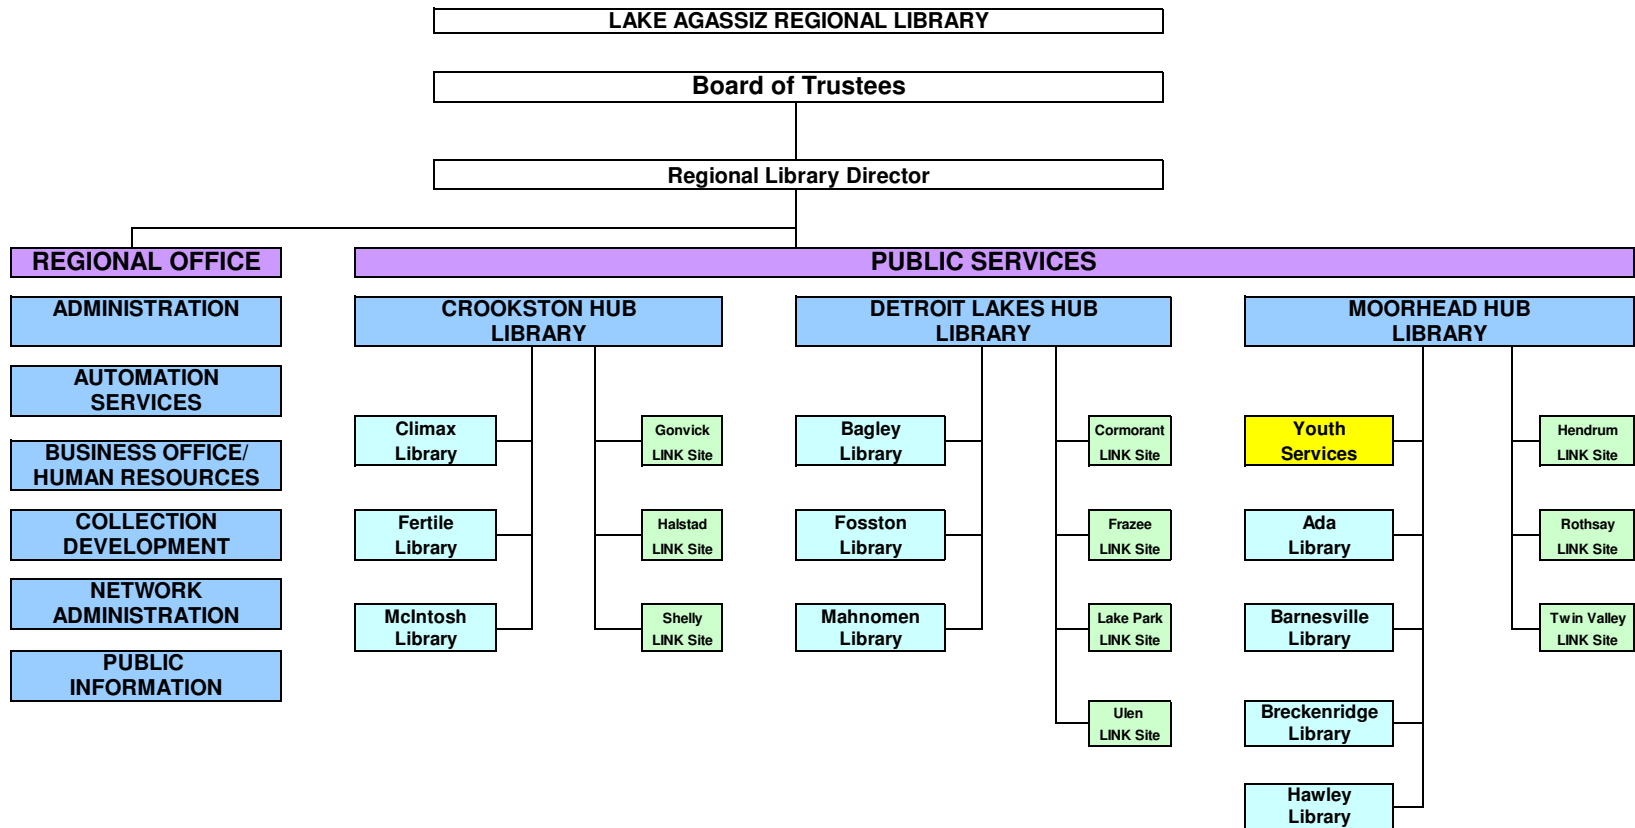 LAKE AGASSIZ REGIONAL LIBRARY
Board of Trustees
Regional Library Director
REGIONAL OFFICE
ADMINISTRATION
AUTOMATION
SERVICES
BUSINESS OFFICE/
HUMAN RESOURCES
COLLECTION
DEVELOPMENT
NETWORK
ADMINISTRATION
PUBLIC
INFORMATION
PUBLIC SERVICES
CROOKSTON HUB
LIBRARY
Climax
Library
Fertile
Library
McIntosh
Library
Gonvick
LINK Site
Halstad
LINK Site
Shelly
LINK Site
DETROIT LAKES HUB
LIBRARY
Bagley
Library
Fosston
Library
Mahnomen
Library
Cormorant
LINK Site
Frazee
LINK Site
Lake Park
LINK Site
Ulen
LINK Site
MOORHEAD HUB
LIBRARY
Youth
Services
Ada
Library
Barnesville
Library
Breckenridge
Library
Hawley
Library
Hendrum
LINK Site
Rothsay
LINK Site
Twin Valley
LINK Site